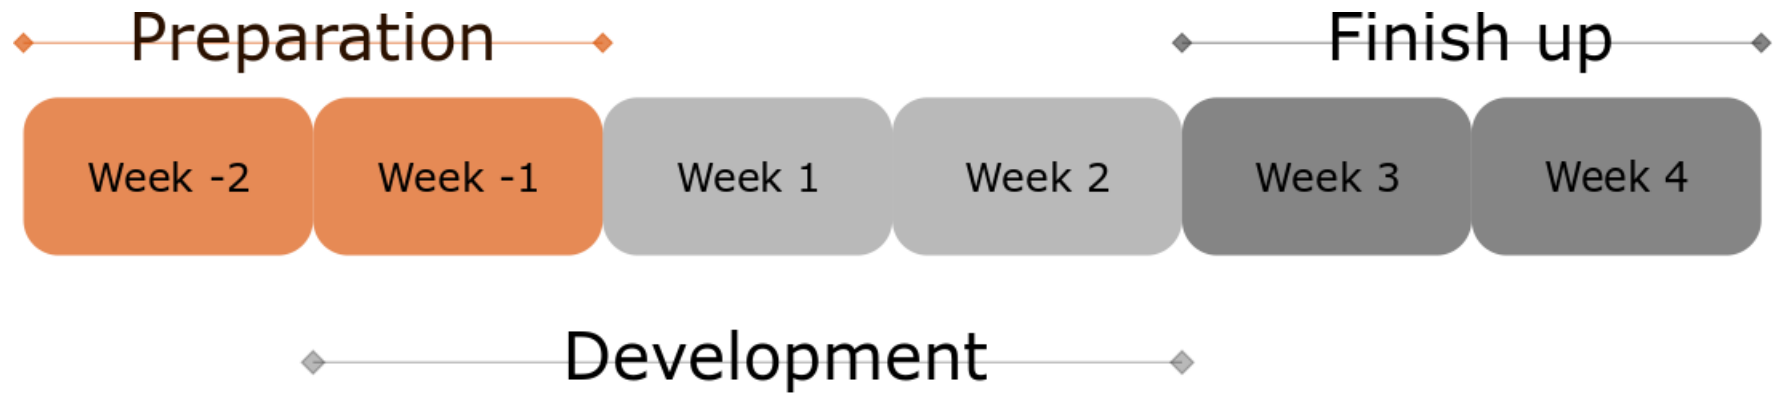 Preparation
Finish up
Week -2
Week -1
Week 1
Week 2
Week 3
Week 4
Development